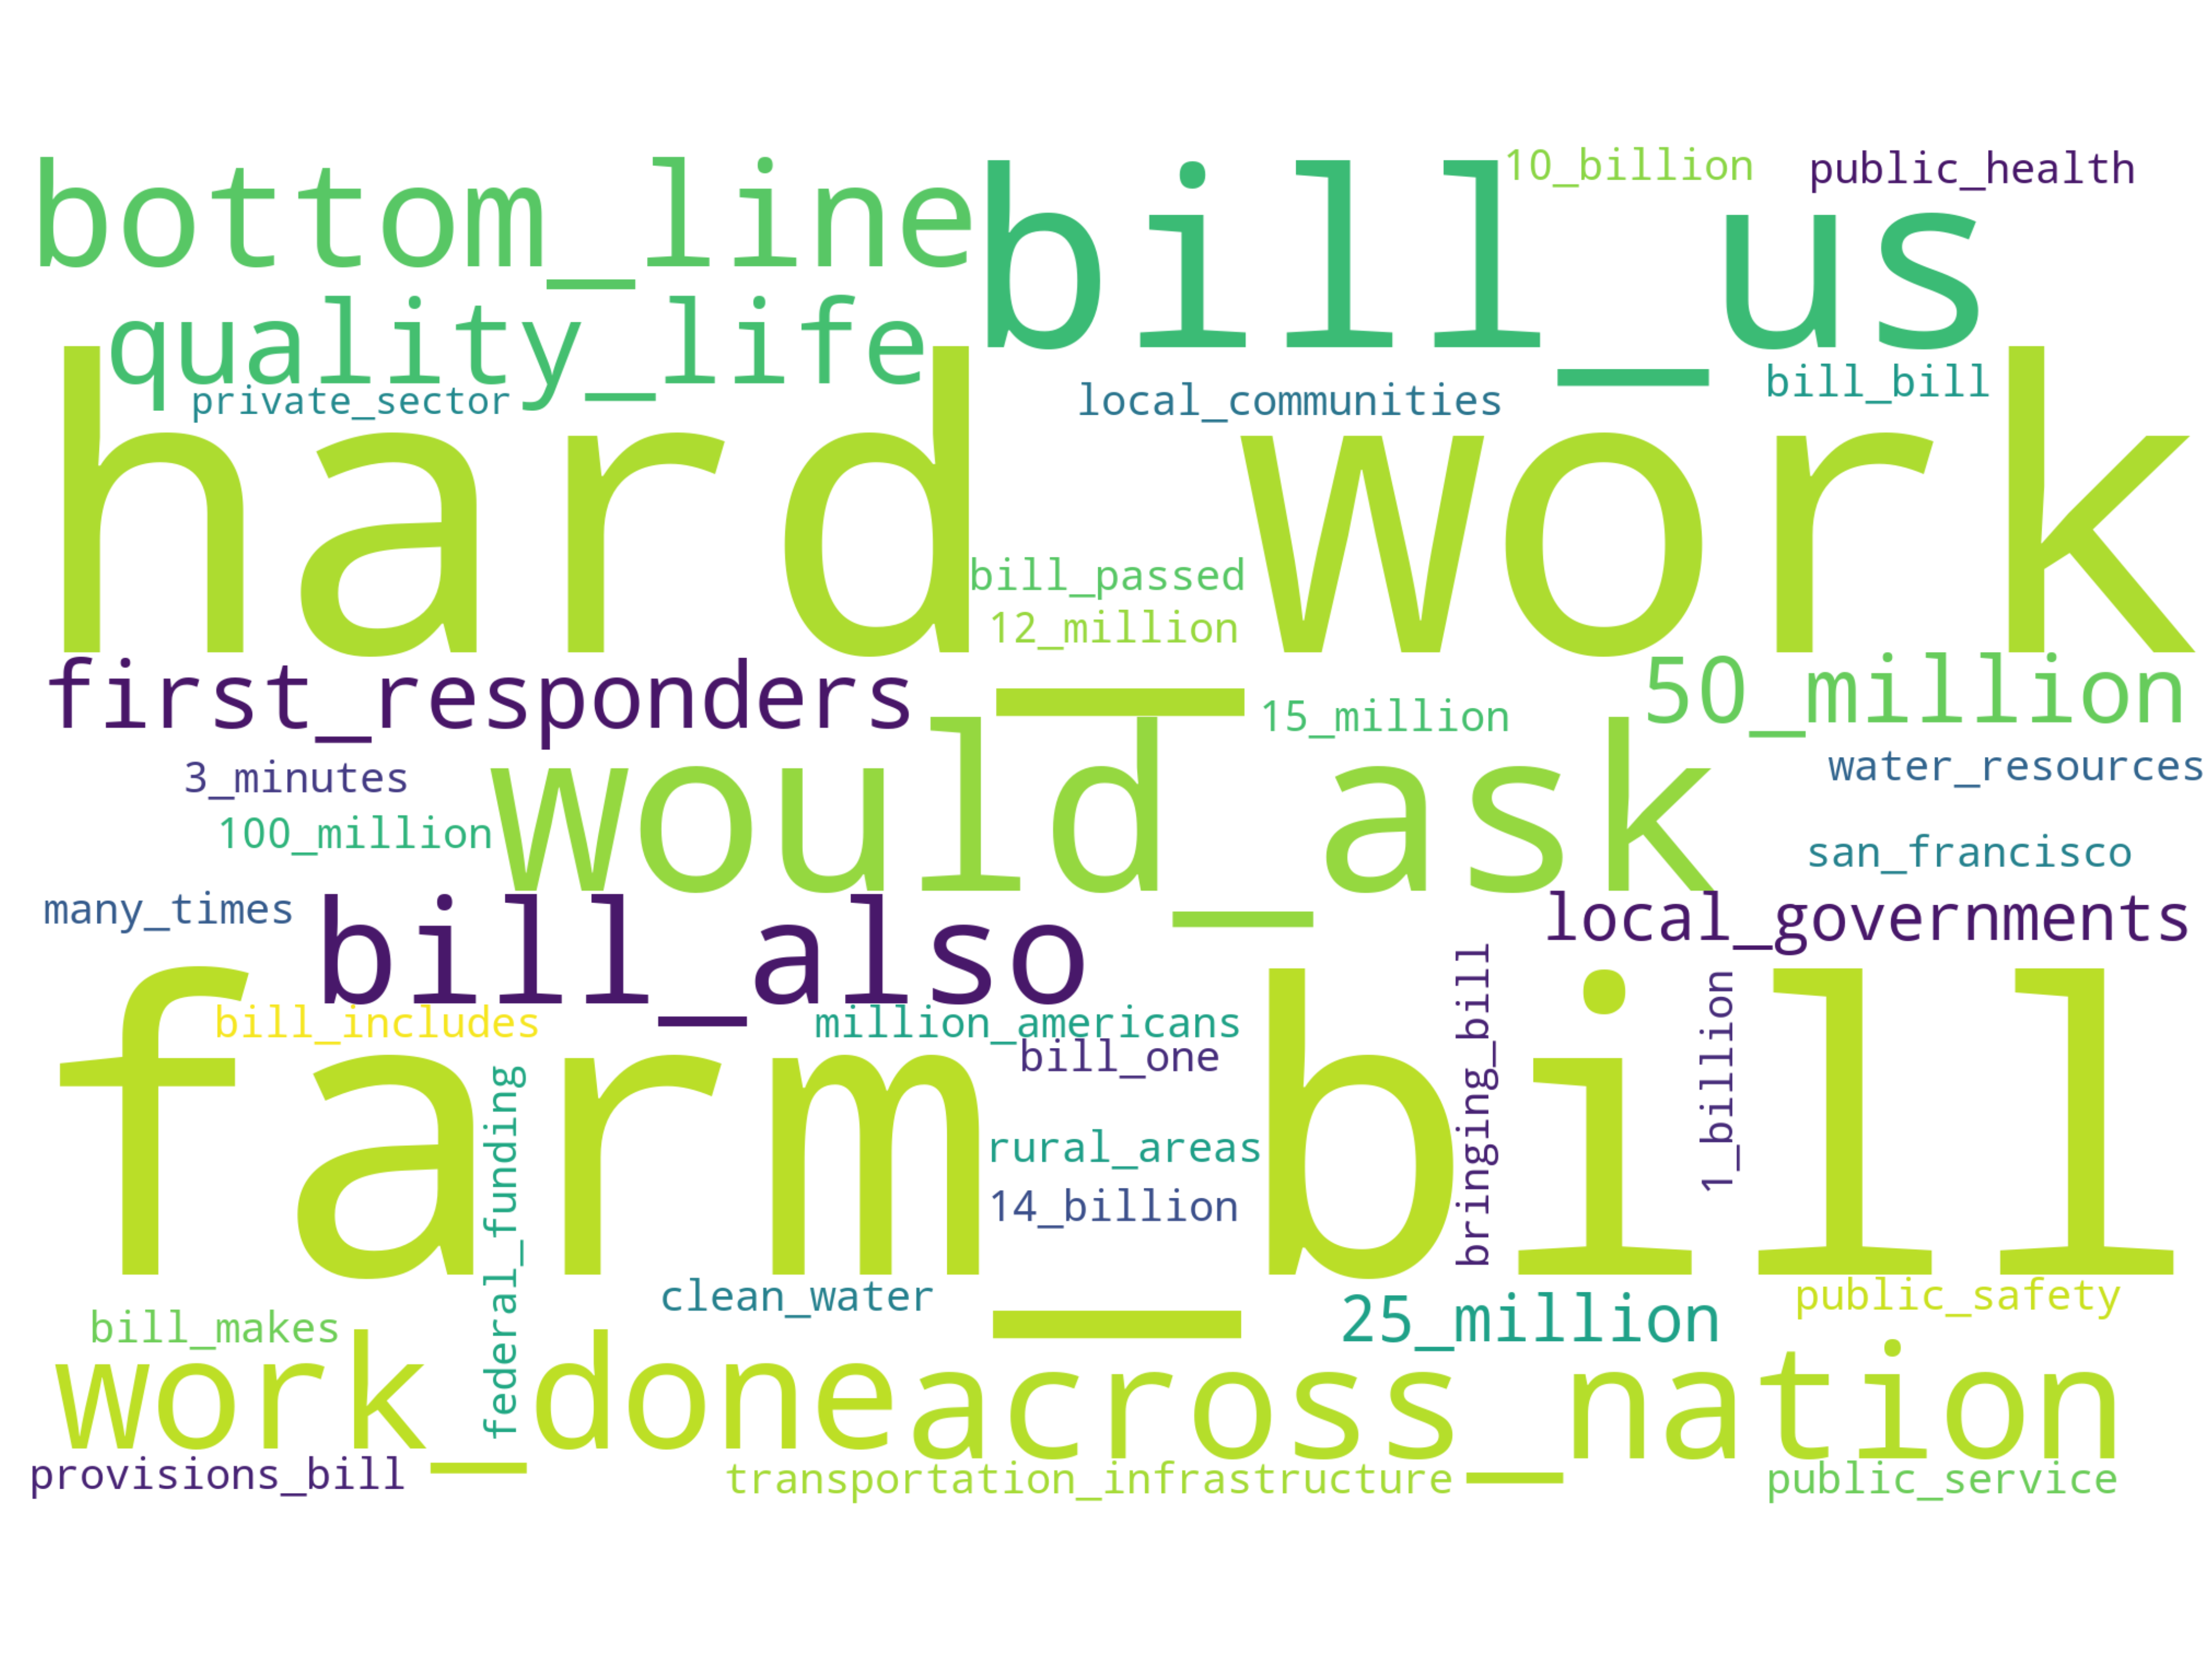 bottom_line
bill_us
10_billion
public_health
quality_life
private_sector
local_communities
bill_bill
hard_work
bill_passed
12_million
first_responders
50_million
15_million
3_minutes
would_ask
water_resources
100_million
san_francisco
many_times
bill_also
local_governments
farm_bill
bill_includes
million_americans
bill_one
bringing_bill
1_billion
federal_funding
rural_areas
14_billion
clean_water
25_million
public_safety
bill_makes
work_done
across_nation
provisions_bill
transportation_infrastructure
public_service